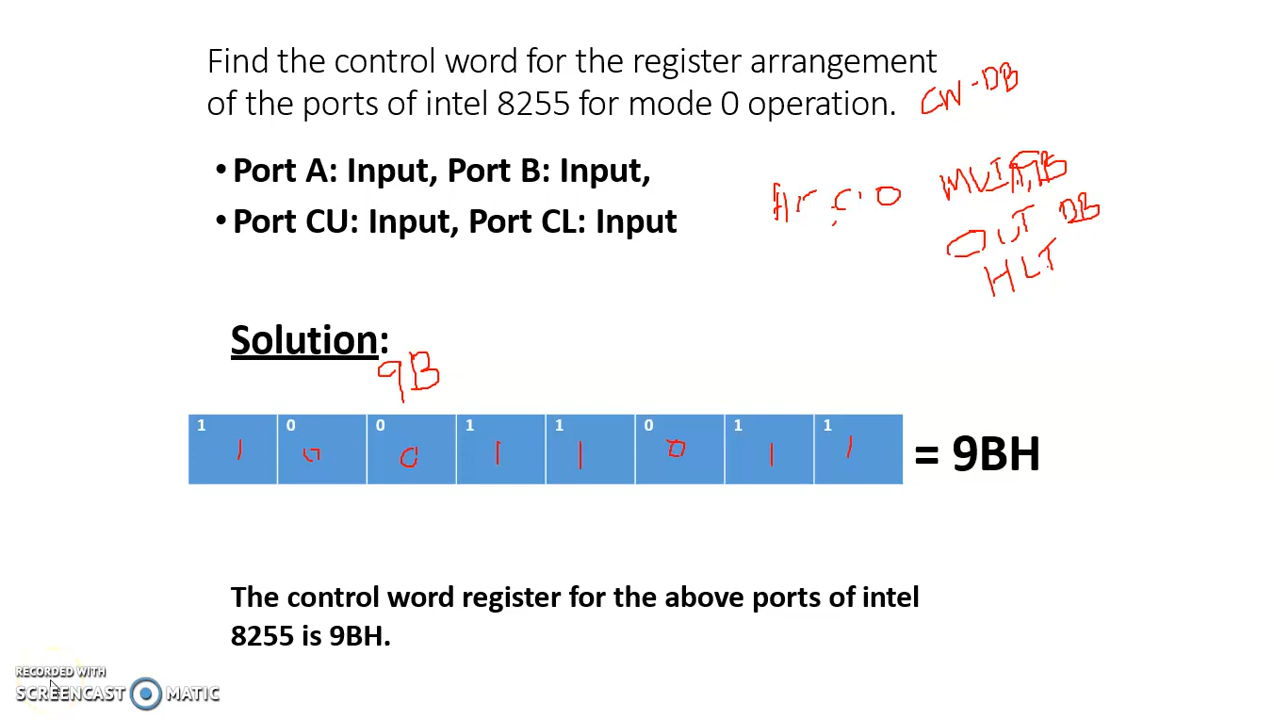 Find the control word for the register arrangement
of the ports of intel 8255 for mode 0 operation.
CW-DB
• Port A: Input, Port B: Input,
• Port CU: Input, Port CL: Input
OUT DB
HLT
Solution:
9B
1 0 0 1 1 0 1 1
1 0 0 1 1 0 1 1
= 9BH
The control word register for the above ports of intel
8255 is 9BH.
RECORDED WITH
SCREENCAST MATIC